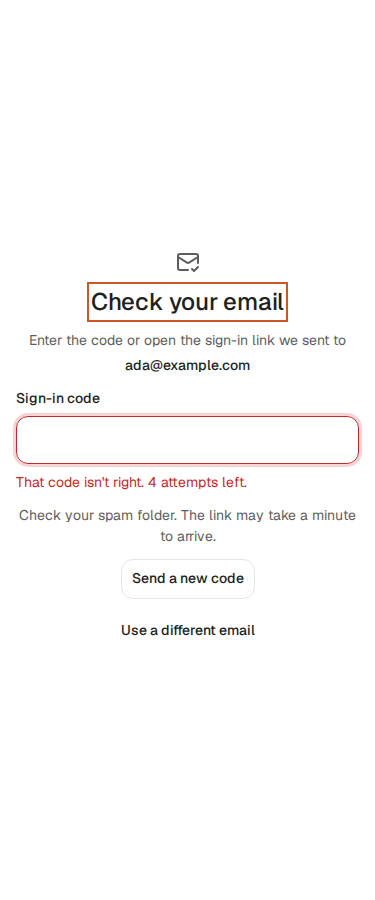 Check your email
Enter the code or open the sign-in link we sent to
ada@example.com
Sign-in code
That code isn't right. 4 attempts left.
Check your spam folder. The link may take a minute
to arrive.
Send a new code
Use a different email